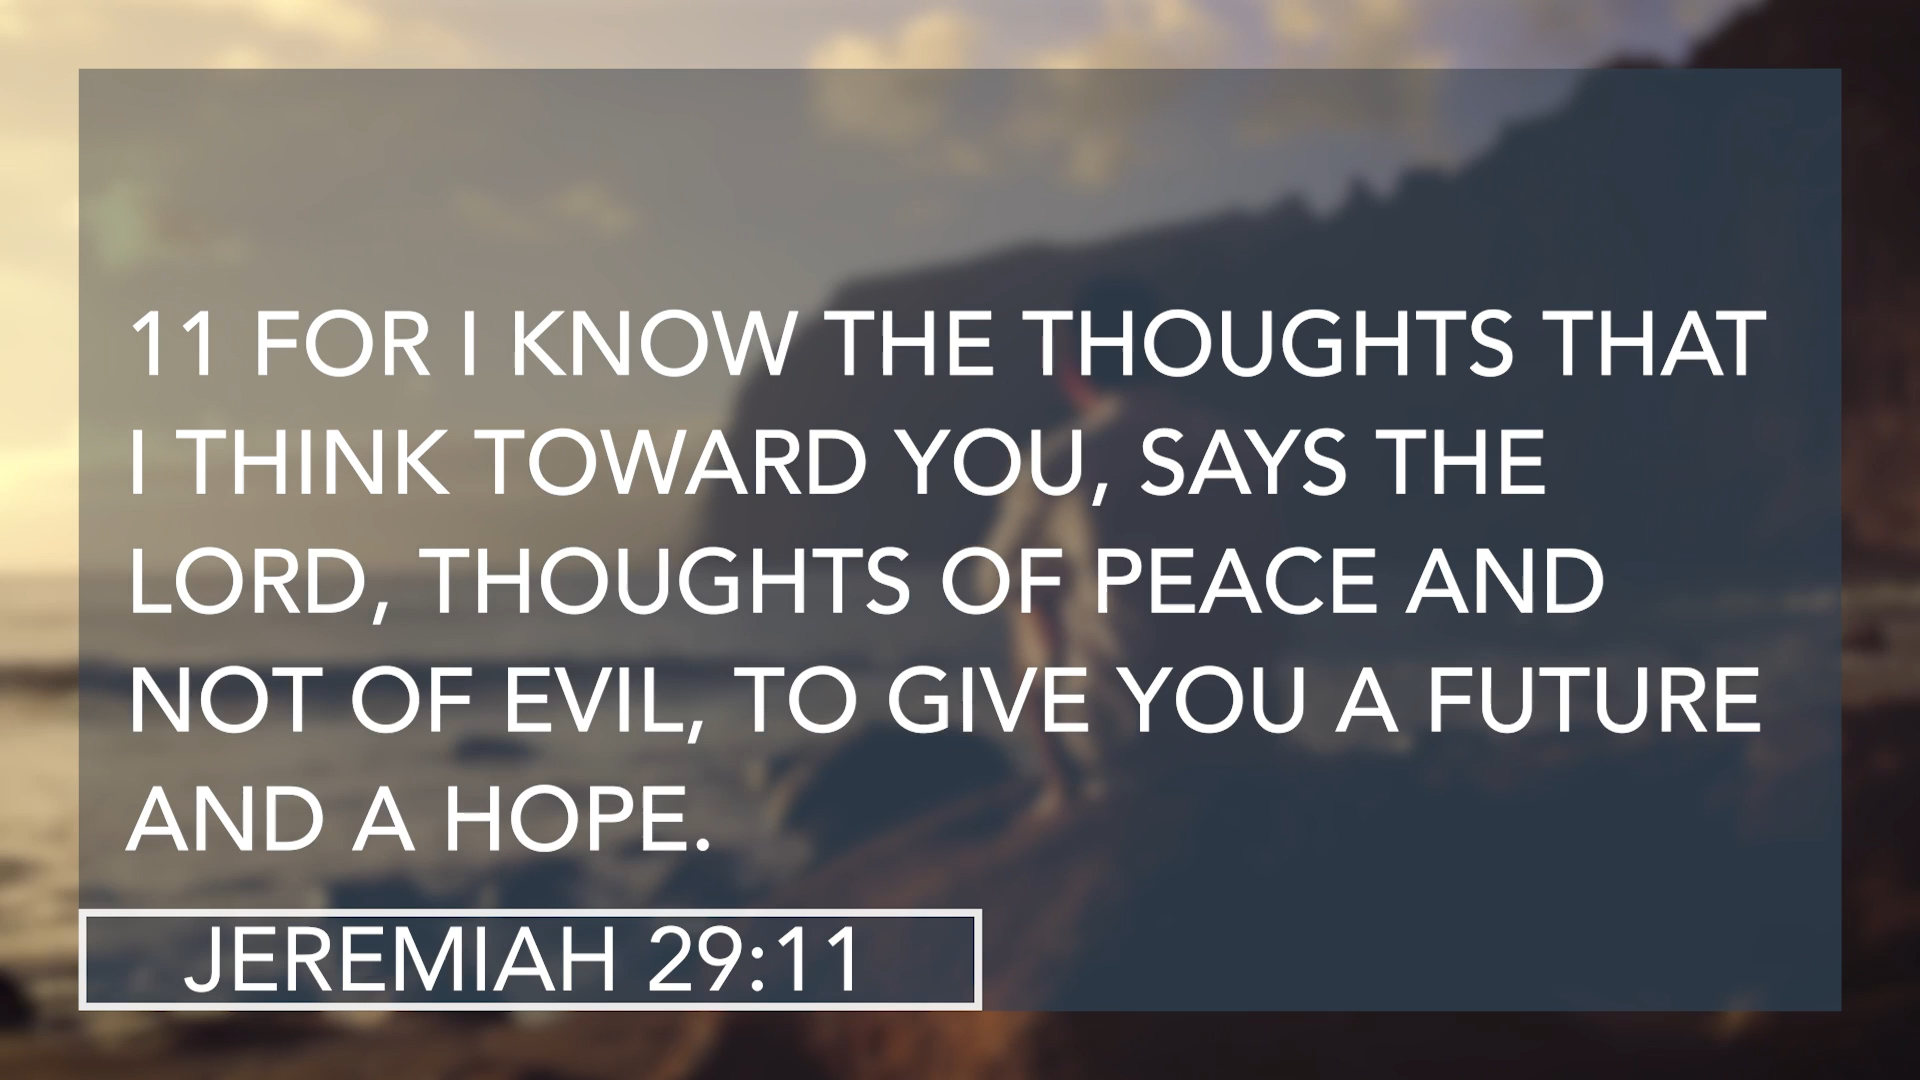 11 FOR I KNOW THE THOUGHTS THAT
I THINK TOWARD YOU, SAYS THE
LORD, THOUGHTS OF PEACE AND
NOT OF EVIL, TO GIVE YOU A FUTURE
AND A HOPE.
JEREMIAH 29:11